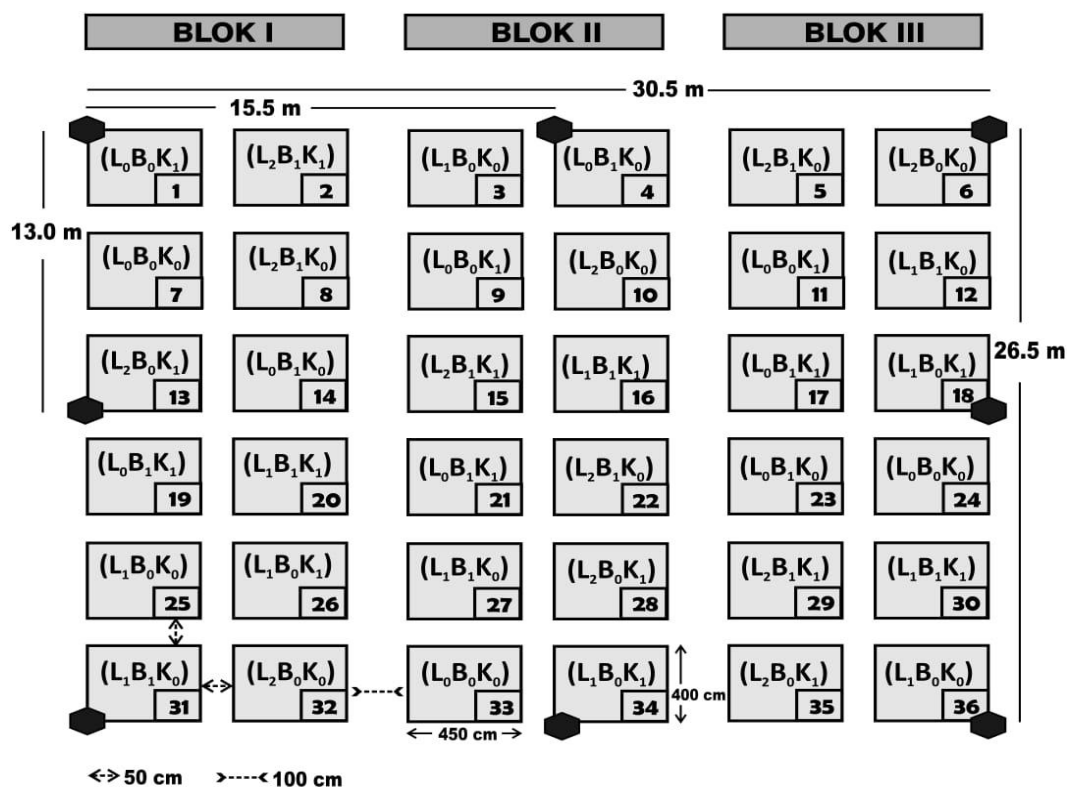 BLOK I BLOK II BLOK III
30.5 m
15.5 m
(L₀B₀K₁) (L₂B₁K₁) (L₁B₀K₀) (L₀B₁K₀) (L₂B₁K₀) (L₂B₀K₀)
1 2 3 4 5 6
13.0 m
(L₀B₀K₀) (L₂B₁K₀) (L₀B₀K₁) (L₂B₀K₀) (L₀B₀K₁) (L₁B₁K₀)
7 8 9 10 11 12
26.5 m
(L₂B₀K₁) (L₀B₁K₀) (L₂B₁K₁) (L₁B₁K₁) (L₀B₁K₁) (L₁B₀K₁)
13 14 15 16 17 18
(L₀B₁K₁) (L₁B₁K₁) (L₀B₁K₁) (L₂B₁K₀) (L₀B₁K₀) (L₀B₀K₀)
19 20 21 22 23 24
(L₁B₀K₀) (L₁B₀K₁) (L₁B₁K₀) (L₂B₀K₁) (L₂B₁K₁) (L₁B₁K₁)
25 26 27 28 29 30
(L₁B₁K₀) (L₂B₀K₀) (L₀B₀K₀) (L₁B₀K₁) (L₂B₀K₁) (L₁B₀K₀)
400 cm
31 32 33 34 35 36
450 cm
50 cm 100 cm